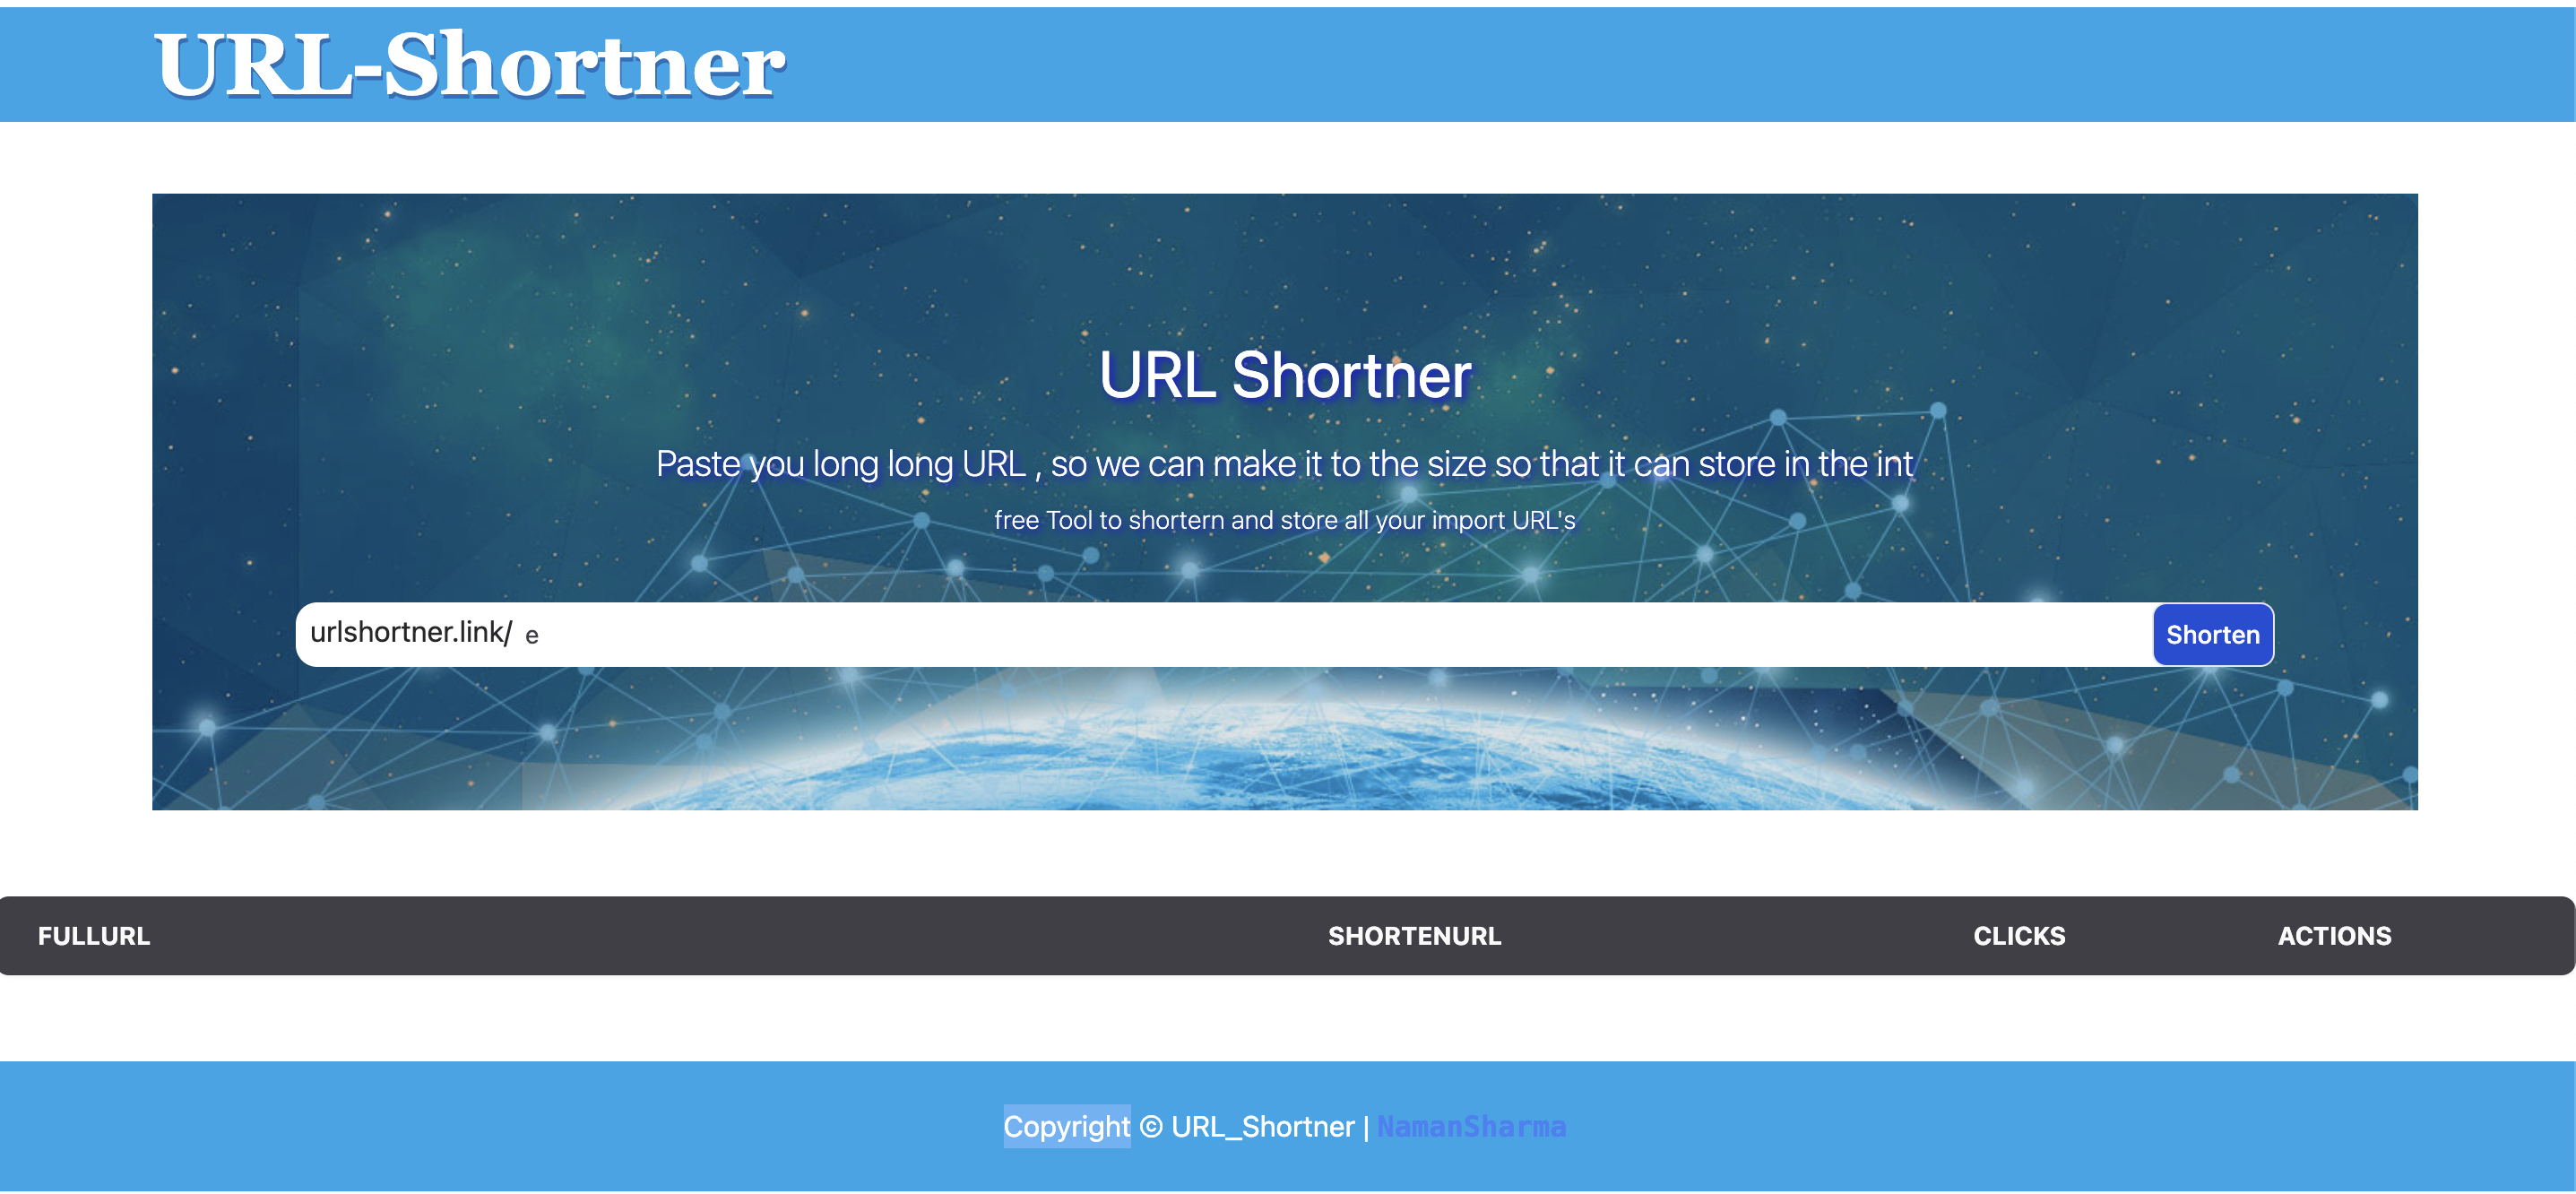 URL-Shortner
URL Shortner
Paste you long long URL , so we can make it to the size so that it can store in the int
free Tool to shortern and store all your import URL's
urlshortner.link/ e Shorten
FULLURL SHORTENURL CLICKS ACTIONS
Copyright © URL_Shortner | NamanSharma